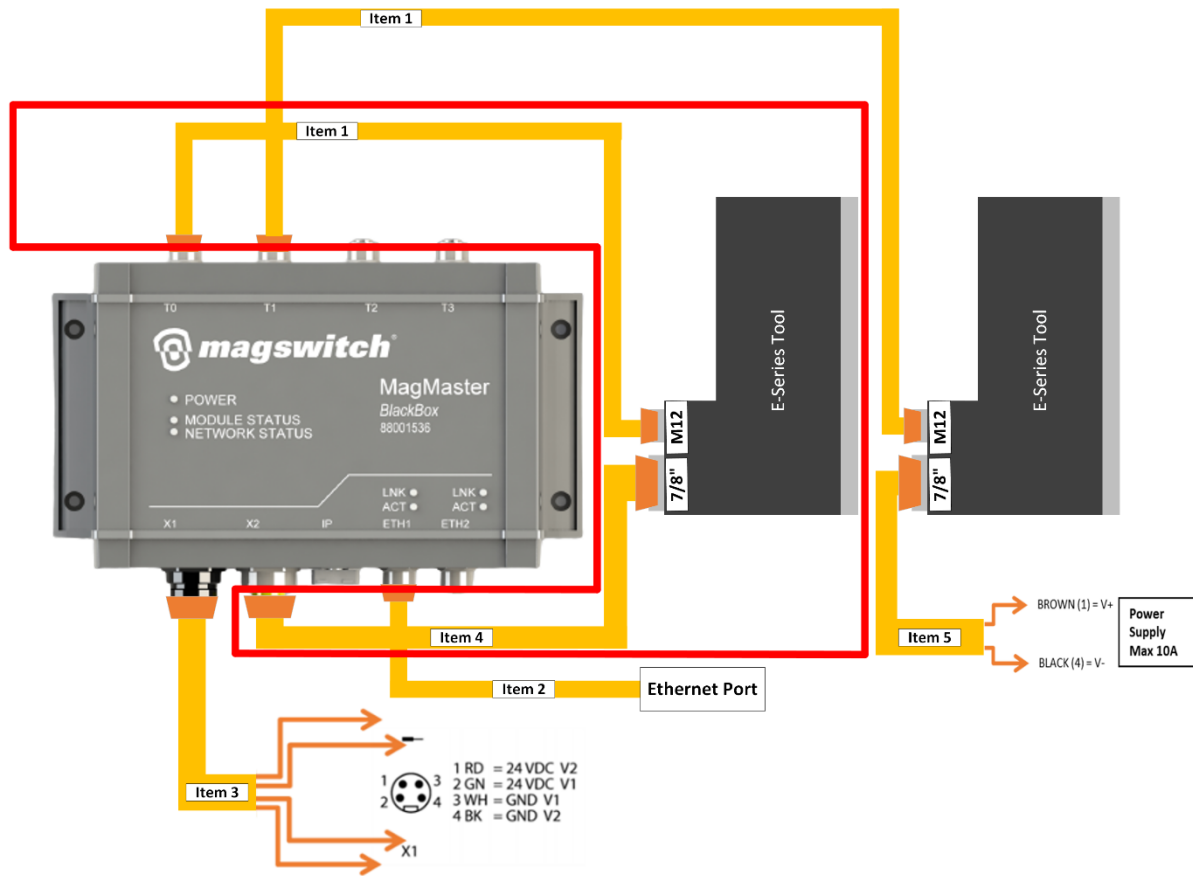 Item 1
Item 1
T0 T1 T2 T3
magswitch®
MagMaster
BlackBox
88001536
POWER
MODULE STATUS
NETWORK STATUS
LNK LNK
ACT ACT
X1 X2 IP ETH1 ETH2
E-Series Tool
M12
7/8"
E-Series Tool
M12
7/8"
Item 4
Item 5
BROWN (1) = V+
BLACK (4) = V-
Power
Supply
Max 10A
Item 2
Ethernet Port
Item 3
1 3
2 4
1 RD = 24 VDC V2
2 GN = 24 VDC V1
3 WH = GND V1
4 BK = GND V2
X1